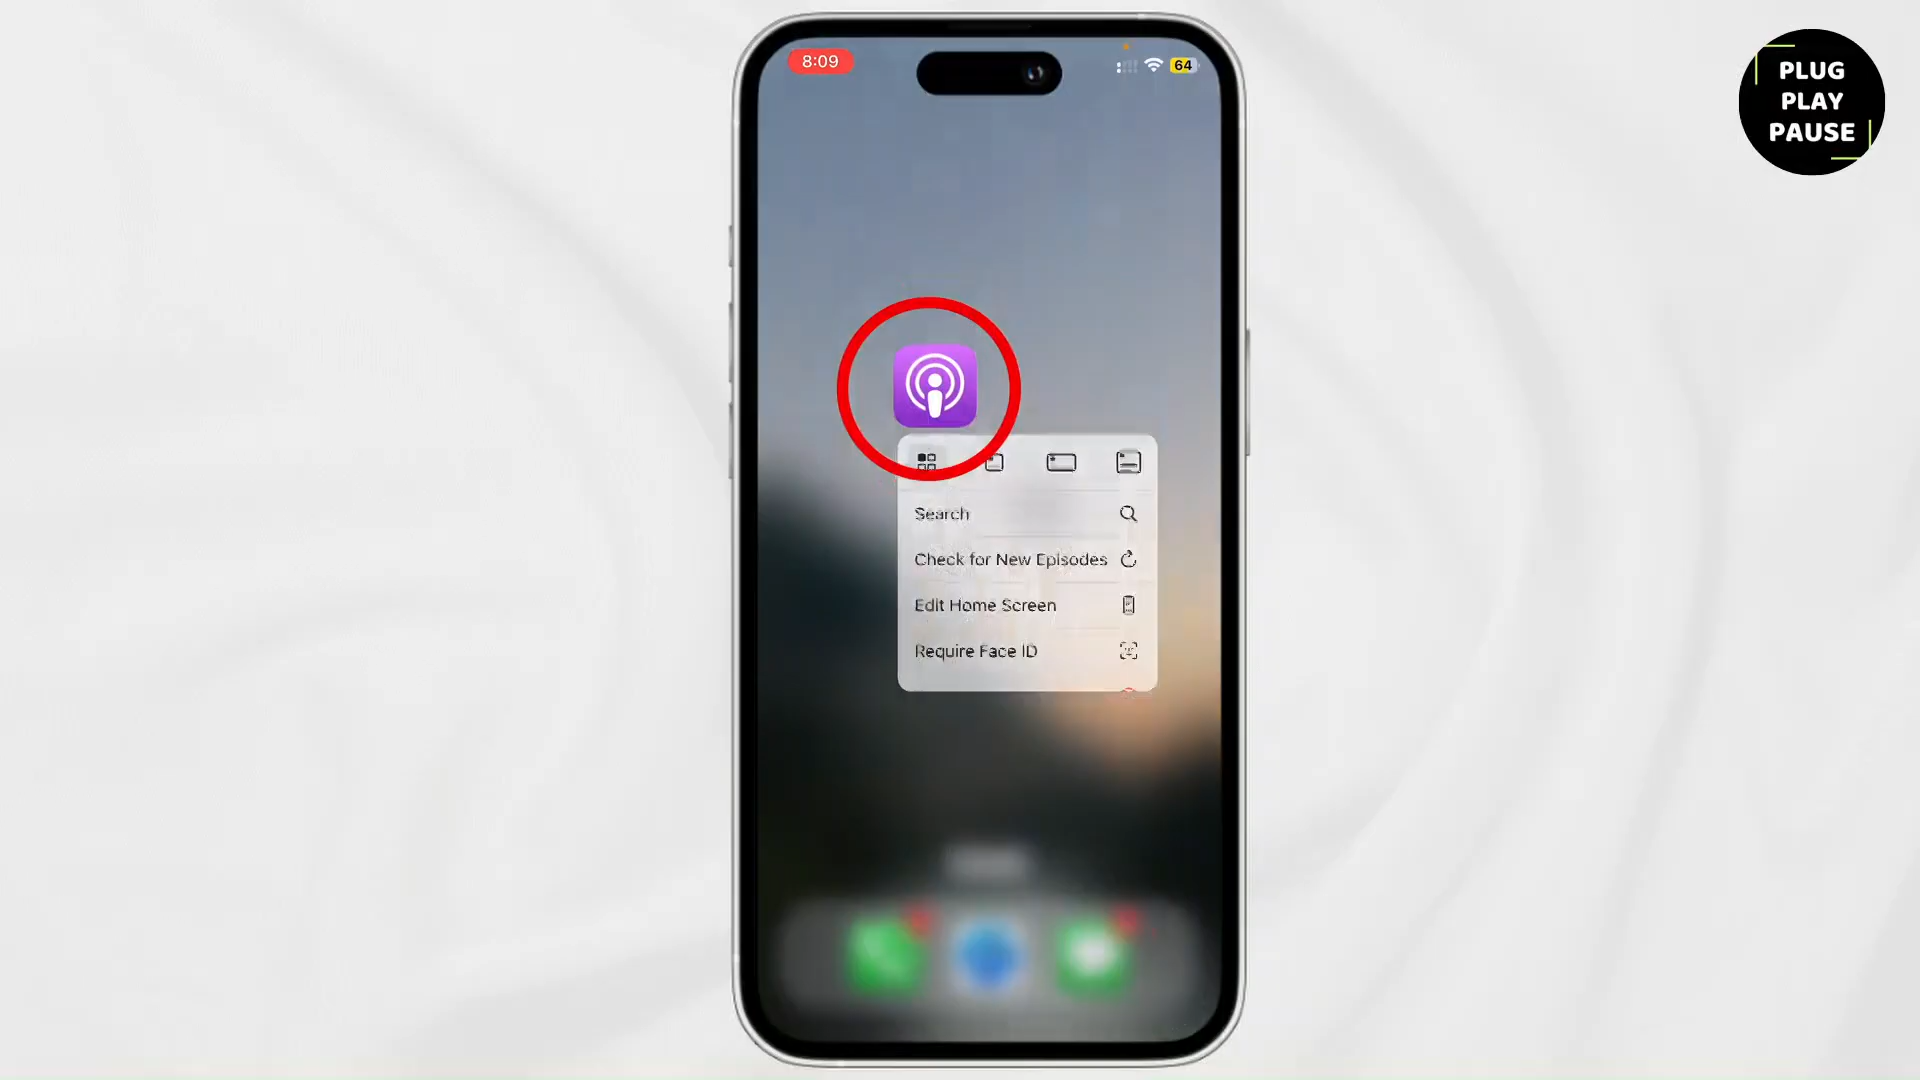 8:09
64
PLUG
PLAY
PAUSE
Search
Check for New Episodes
Edit Home Screen
Require Face ID